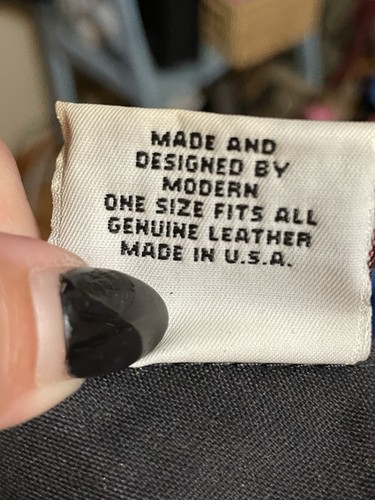 MADE AND
DESIGNED BY
MODERN
ONE SIZE FITS ALL
GENUINE LEATHER
MADE IN U.S.A.